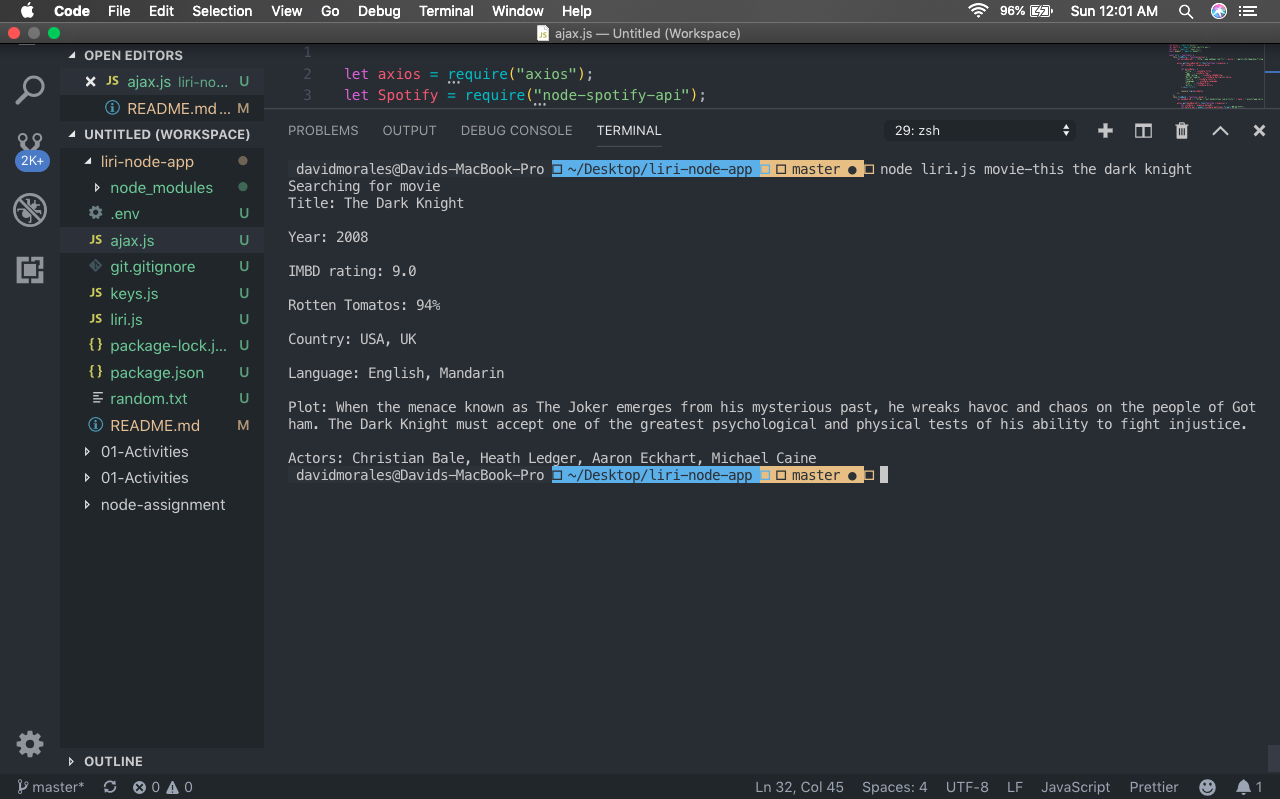 Code File Edit Selection View Go Debug Terminal Window Help 96% Sun 12:01 AM
JS ajax.js — Untitled (Workspace)
OPEN EDITORS
JS ajax.js liri-no... U
README.md... M
UNTITLED (WORKSPACE)
2K+
liri-node-app
node_modules
.env U
JS ajax.js U
git.gitignore U
JS keys.js U
JS liri.js U
{} package-lock.j... U
{} package.json U
random.txt U
README.md M
01-Activities
01-Activities
node-assignment
OUTLINE
1
2 let axios = require("axios");
3 let Spotify = require("node-spotify-api");
PROBLEMS OUTPUT DEBUG CONSOLE TERMINAL 29: zsh
davidmorales@Davids-MacBook-Pro ~/Desktop/liri-node-app master ● node liri.js movie-this the dark knight
Searching for movie
Title: The Dark Knight
Year: 2008
IMBD rating: 9.0
Rotten Tomatos: 94%
Country: USA, UK
Language: English, Mandarin
Plot: When the menace known as The Joker emerges from his mysterious past, he wreaks havoc and chaos on the people of Got
ham. The Dark Knight must accept one of the greatest psychological and physical tests of his ability to fight injustice.
Actors: Christian Bale, Heath Ledger, Aaron Eckhart, Michael Caine
davidmorales@Davids-MacBook-Pro ~/Desktop/liri-node-app master ●
master* 0 0 Ln 32, Col 45 Spaces: 4 UTF-8 LF JavaScript Prettier 1